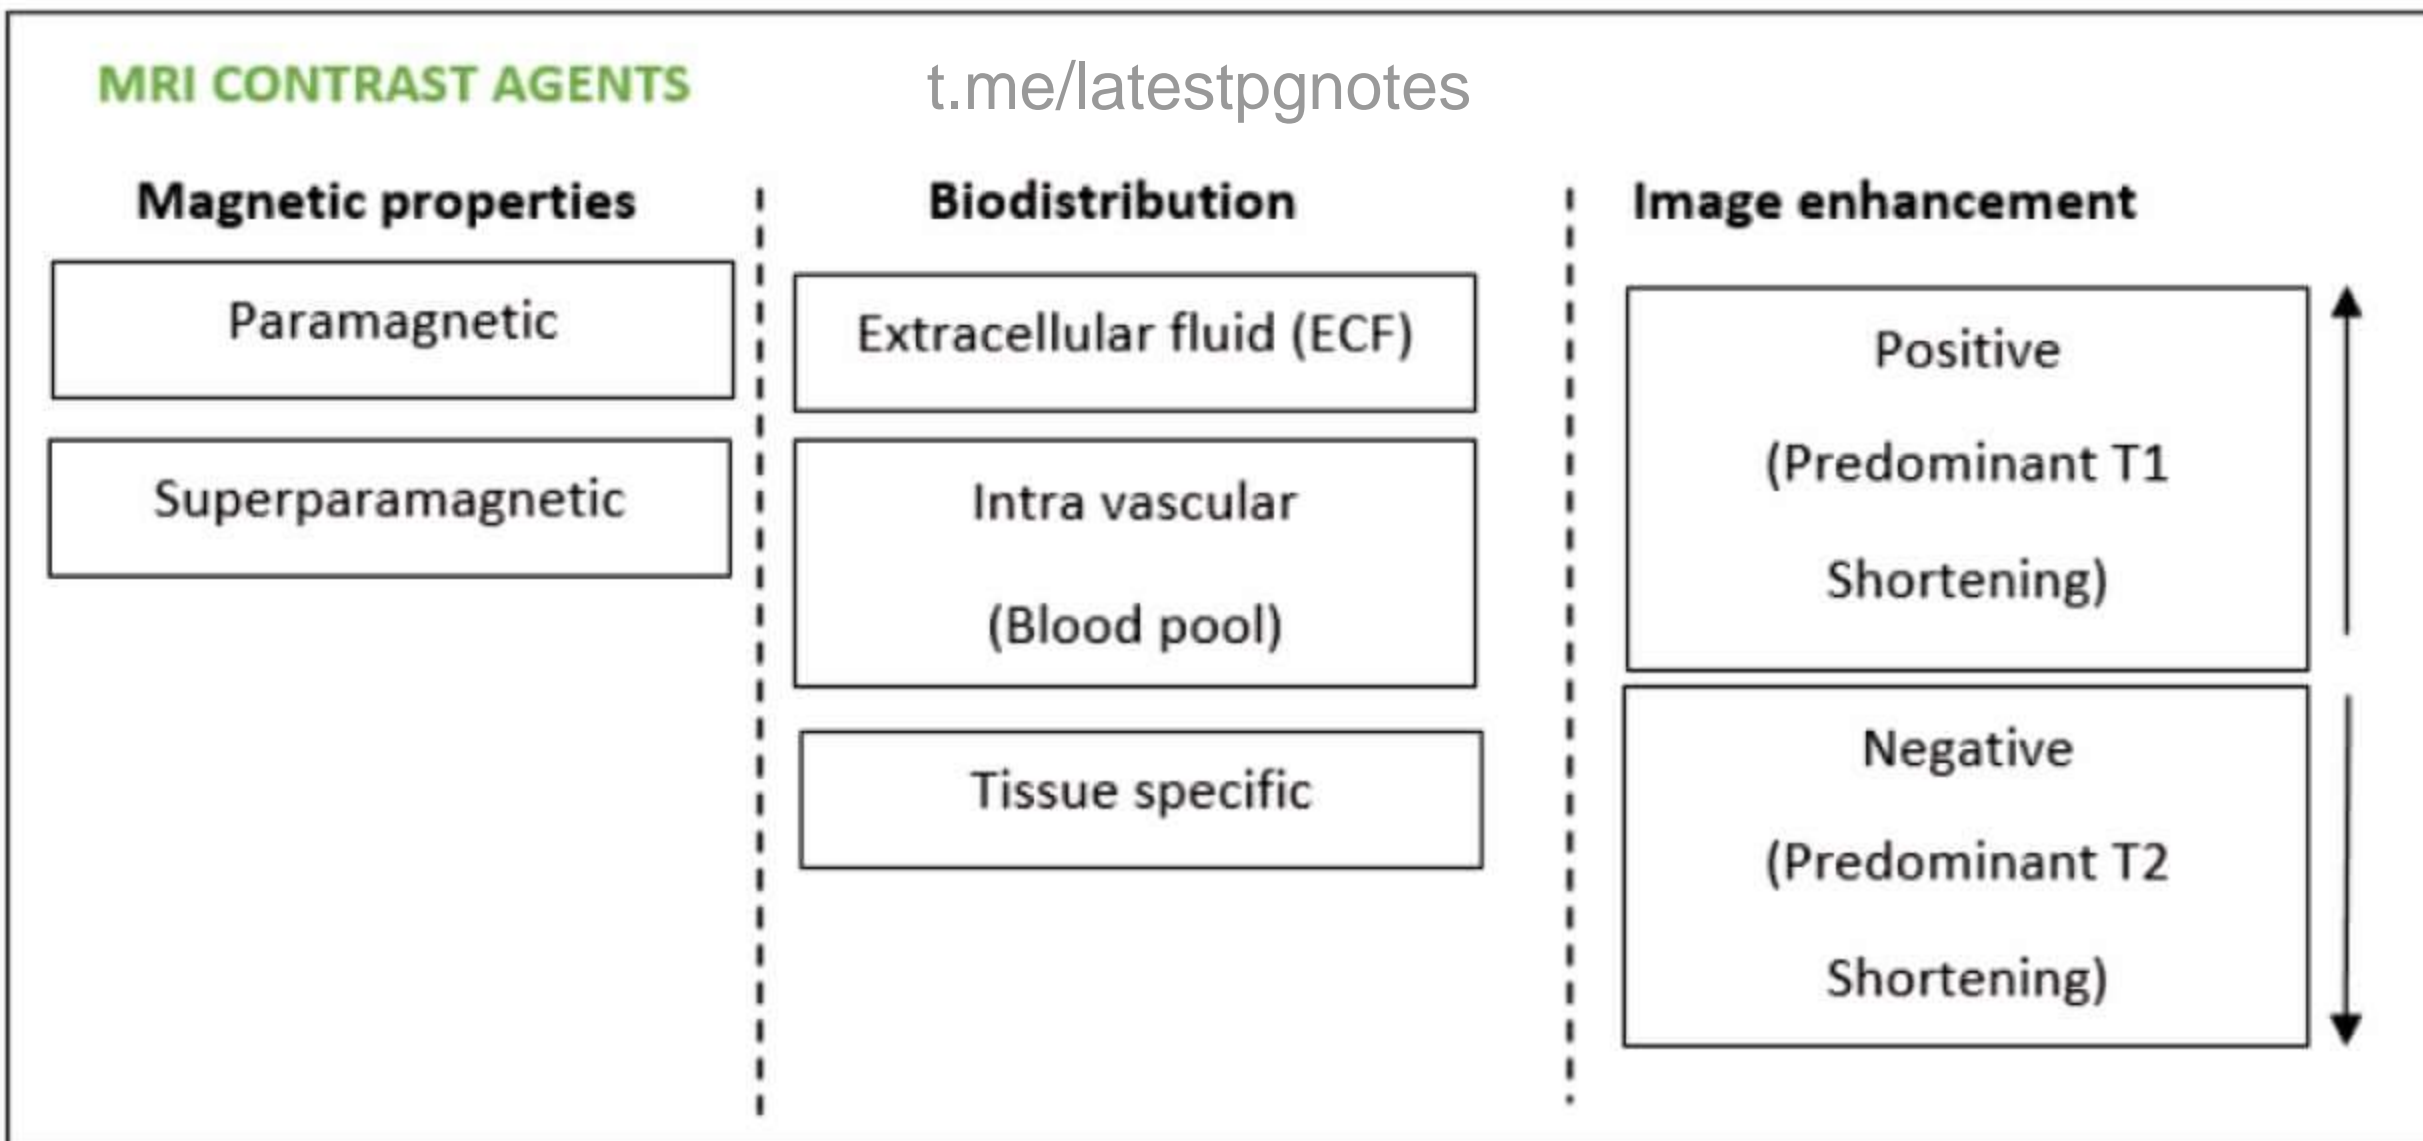 MRI CONTRAST AGENTS
t.me/latestpgnotes
Magnetic properties
Paramagnetic
Superparamagnetic
Biodistribution
Extracellular fluid (ECF)
Intra vascular
(Blood pool)
Tissue specific
Image enhancement
Positive
(Predominant T1
Shortening)
Negative
(Predominant T2
Shortening)